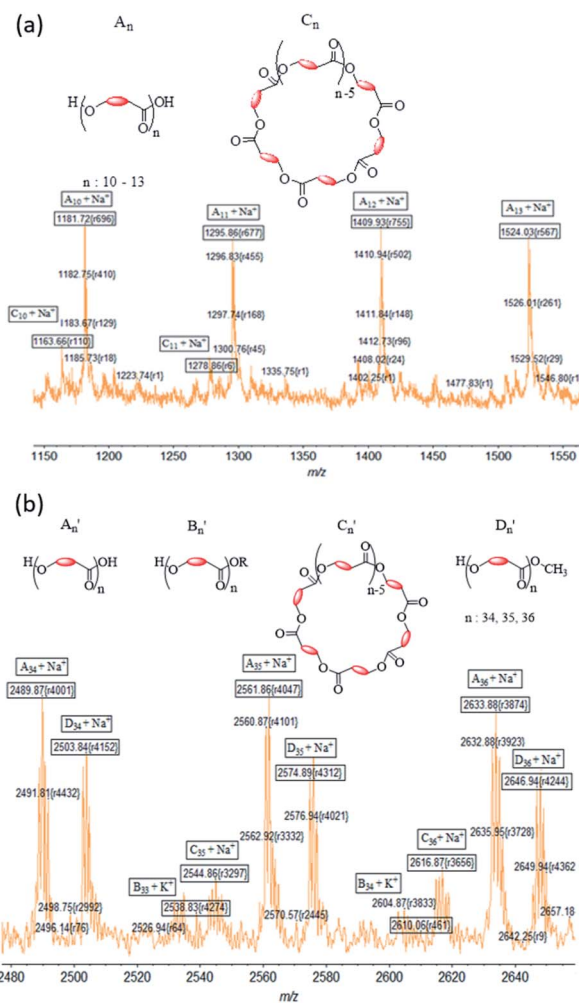 (a)
An
Cn
H(O O)n OH
O O n-5 O
O O
O O
O O
O O
O O
n : 10 - 13
A10 + Na+
1181.72{r696}
1182.75{r410}
1183.67{r129}
C10 + Na+
1163.66{r110}
1185.73{r18}
1223.74{r1}
A11 + Na+
1295.86{r677}
1296.83{r455}
1297.74{r168}
C11 + Na+
1300.76{r45}
1278.86{r6}
1335.75{r1}
A12 + Na+
1409.93{r755}
1410.94{r502}
1411.84{r148}
1412.73{r96}
1408.02{r24}
1402.25{r1}
1477.83{r1}
A13 + Na+
1524.03{r567}
1526.01{r261}
1529.52{r29}
1546.80{r1
1150 1200 1250 1300 1350 1400 1450 1500 1550
m/z
(b)
An'
Bn'
Cn'
Dn'
H(O O)n OH
H(O O)n OR
n-5
H(O O)n OCH3
n : 34, 35, 36
A34 + Na+
2489.87{r4001}
D34 + Na+
2503.84{r4152}
2491.81{r4432}
2498.75{r2992}
2496.14{r76}
2526.94{r64}
B33 + K+
2538.83{r4274}
C35 + Na+
2544.86{r3297}
A35 + Na+
2561.86{r4047}
2560.87{r4101}
D35 + Na+
2574.89{r4312}
2576.94{r4021}
2562.92{r3332}
2570.57{r2445}
B34 + K+
2604.87{r3833}
2610.06{r461}
C36 + Na+
2616.87{r3656}
A36 + Na+
2633.88{r3874}
2632.88{r3923}
D36 + Na+
2646.94{r4244}
2635.95{r3728}
2649.94{r4362
2657.18
2642.25{r9}
2480 2500 2520 2540 2560 2580 2600 2620 2640
m/z